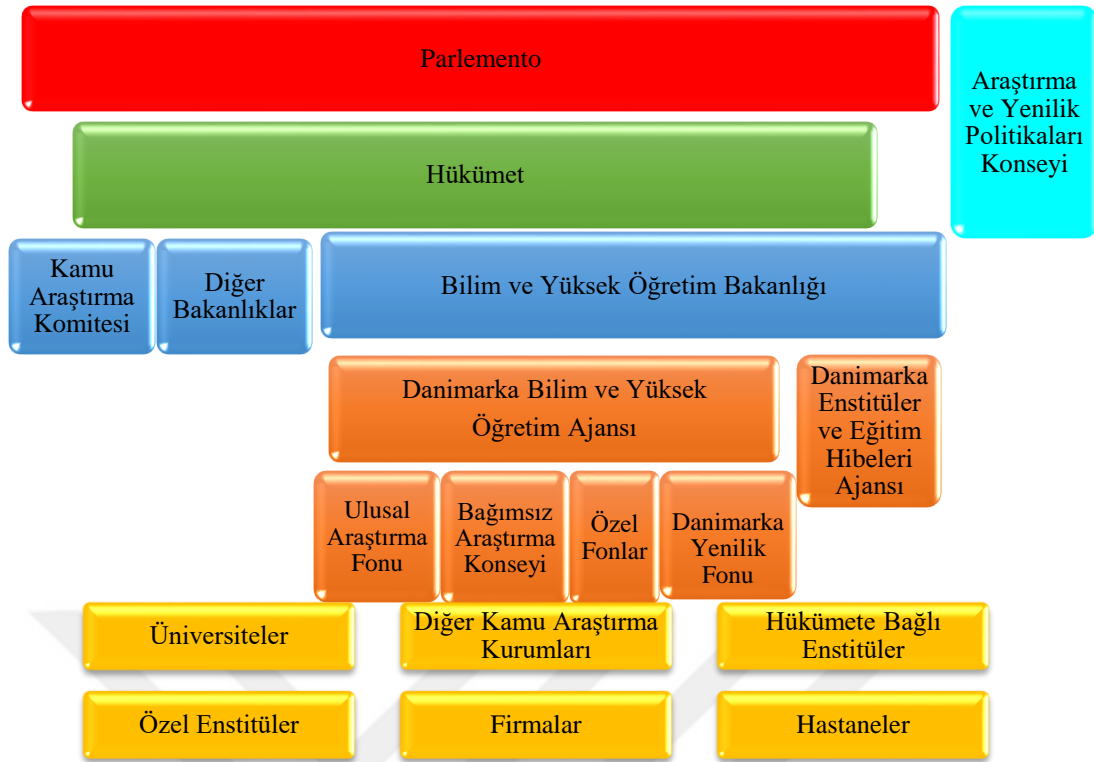 Parlemento
Araştırma
ve Yenilik
Politikaları
Konseyi
Hükümet
Kamu
Araştırma
Komitesi
Diğer
Bakanlıklar
Bilim ve Yüksek Öğretim Bakanlığı
Danimarka Bilim ve Yüksek
Öğretim Ajansı
Danimarka
Enstitüler
ve Eğitim
Hibeleri
Ajansı
Ulusal
Araştırma
Fonu
Bağımsız
Araştırma
Konseyi
Özel
Fonlar
Danimarka
Yenilik
Fonu
Üniversiteler
Diğer Kamu Araştırma
Kurumları
Hükümete Bağlı
Enstitüler
Özel Enstitüler
Firmalar
Hastaneler